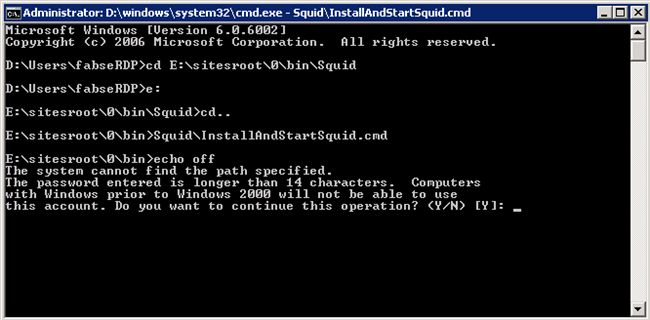 Administrator: D:\windows\system32\cmd.exe - Squid\InstallAndStartSquid.cmd
Microsoft Windows [Version 6.0.6002]
Copyright (c) 2006 Microsoft Corporation.  All rights reserved.
D:\Users\fabseRDP>cd E:\sitesroot\0\bin\Squid
D:\Users\fabseRDP>e:
E:\sitesroot\0\bin\Squid>cd..
E:\sitesroot\0\bin>Squid\InstallAndStartSquid.cmd
E:\sitesroot\0\bin>echo off
The system cannot find the path specified.
The password entered is longer than 14 characters.  Computers
with Windows prior to Windows 2000 will not be able to use
this account. Do you want to continue this operation? (Y/N) [Y]: _